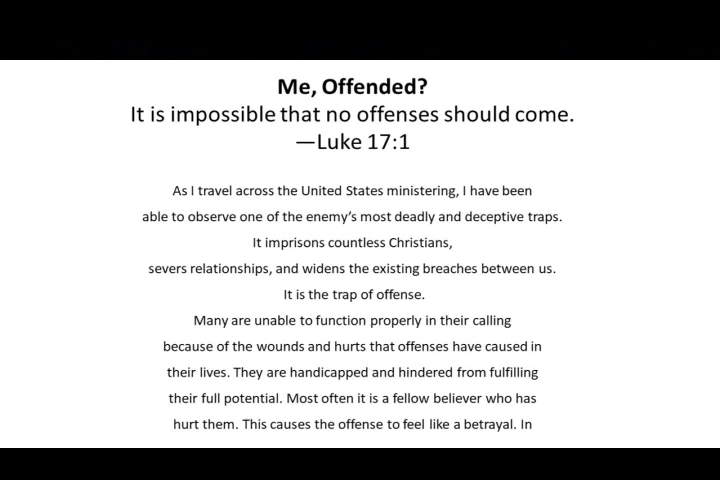 Me, Offended?
It is impossible that no offenses should come.
—Luke 17:1
As I travel across the United States ministering, I have been
able to observe one of the enemy’s most deadly and deceptive traps.
It imprisons countless Christians,
severs relationships, and widens the existing breaches between us.
It is the trap of offense.
Many are unable to function properly in their calling
because of the wounds and hurts that offenses have caused in
their lives. They are handicapped and hindered from fulfilling
their full potential. Most often it is a fellow believer who has
hurt them. This causes the offense to feel like a betrayal. In